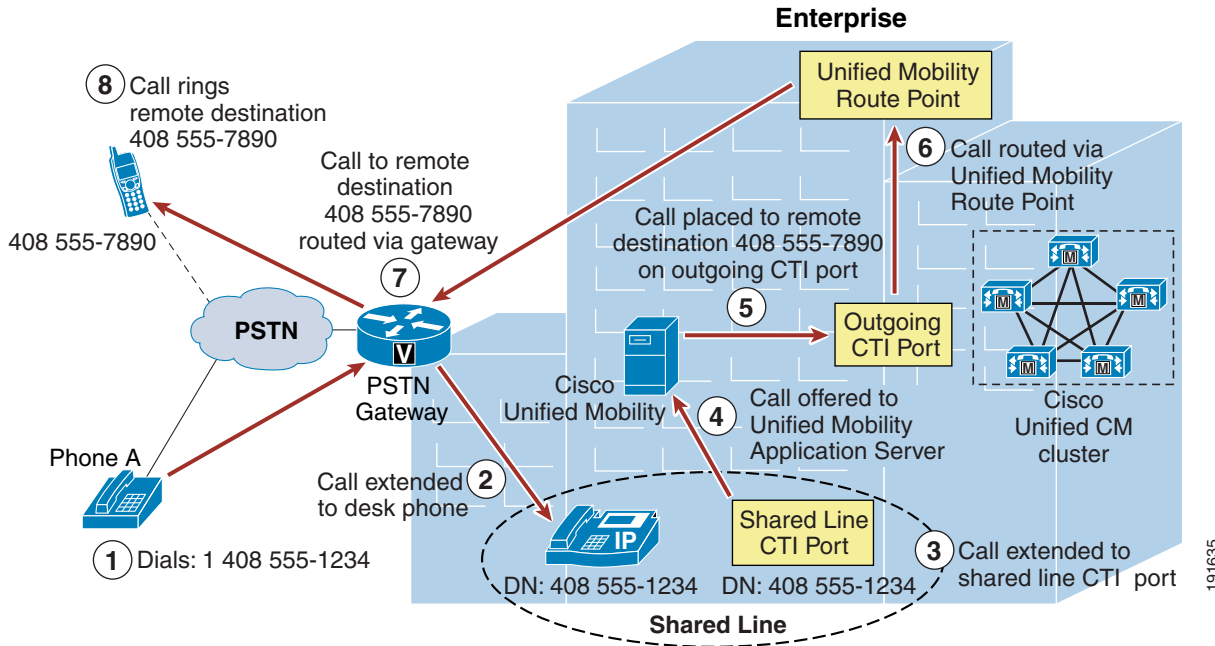 Enterprise
8 Call rings
remote destination
408 555-7890
Call to remote
destination
408 555-7890
routed via gateway
7
408 555-7890
PSTN
V
PSTN
Gateway
Phone A
1 Dials: 1 408 555-1234
2
Call extended
to desk phone
IP
DN: 408 555-1234
Shared Line
CTI Port
DN: 408 555-1234
Shared Line
3 Call extended to
shared line CTI port
4 Call offered to
Unified Mobility
Application Server
Cisco
Unified Mobility
Call placed to remote
destination 408 555-7890
on outgoing CTI port
5
Outgoing
CTI Port
6 Call routed via
Unified Mobility
Route Point
Unified Mobility
Route Point
M
M
M
M
M
Cisco
Unified CM
cluster
191635